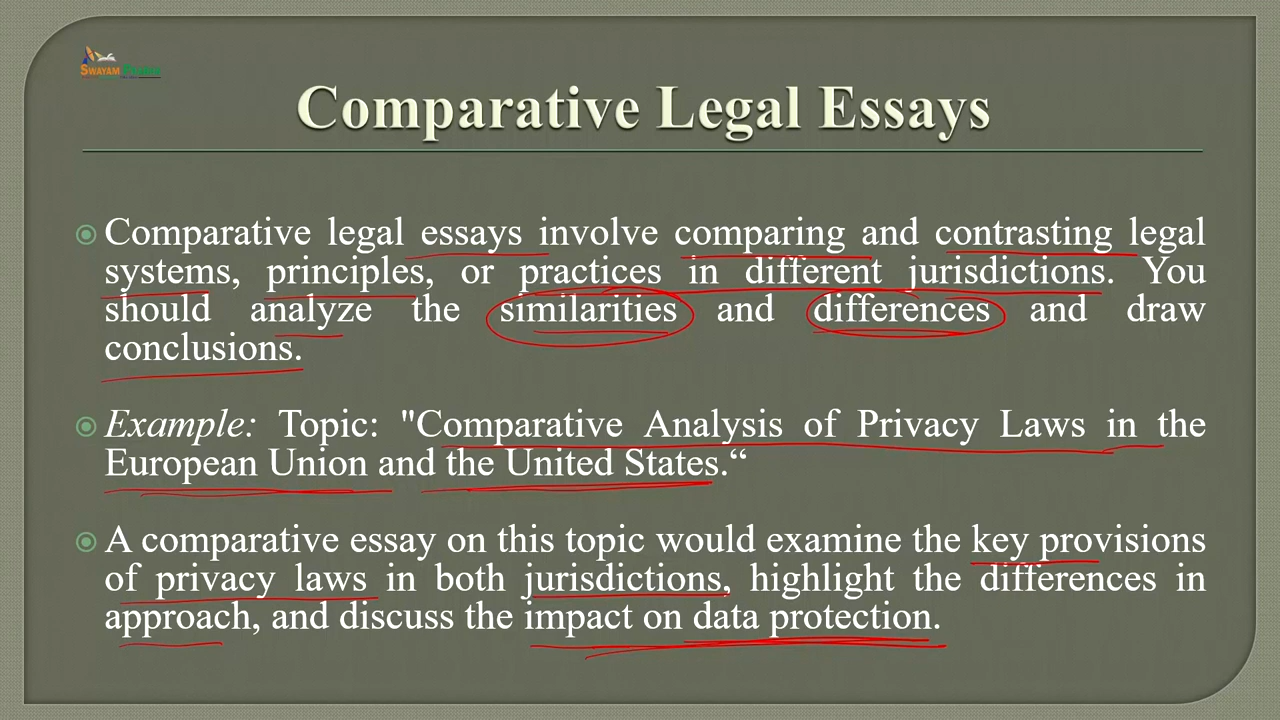 SWAYAM PRABHA
Comparative Legal Essays
Comparative legal essays involve comparing and contrasting legal
systems, principles, or practices in different jurisdictions. You
should analyze the similarities and differences and draw
conclusions.
Example: Topic: "Comparative Analysis of Privacy Laws in the
European Union and the United States.“
A comparative essay on this topic would examine the key provisions
of privacy laws in both jurisdictions, highlight the differences in
approach, and discuss the impact on data protection.